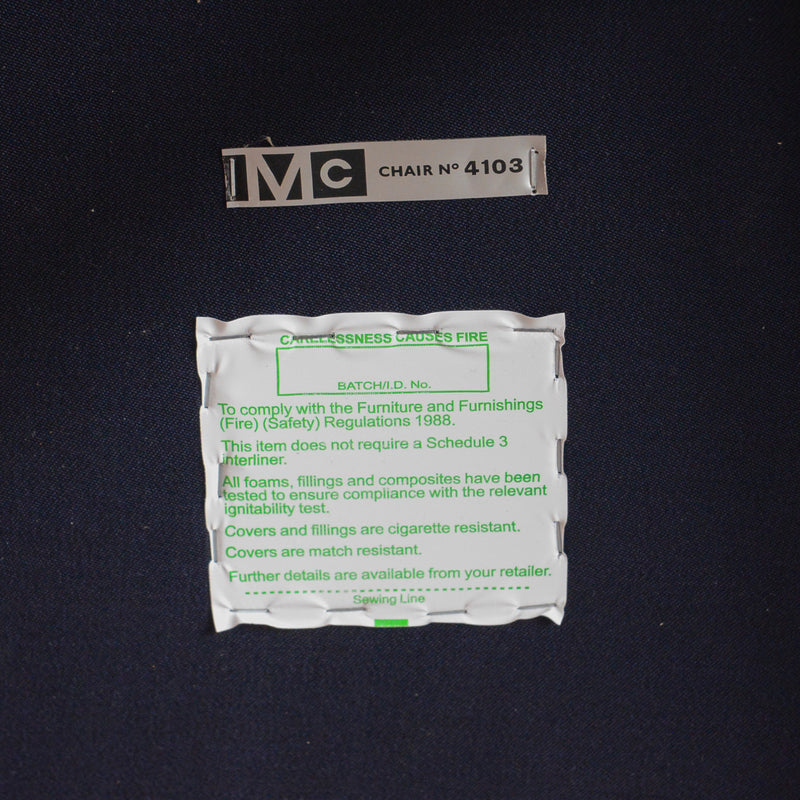 IMC CHAIR Nº 4103
CARELESSNESS CAUSES FIRE
BATCH/I.D. No.
To comply with the Furniture and Furnishings
(Fire) (Safety) Regulations 1988.
This item does not require a Schedule 3
interliner.
All foams, fillings and composites have been
tested to ensure compliance with the relevant
ignitability test.
Covers and fillings are cigarette resistant.
Covers are match resistant.
Further details are available from your retailer.
Sewing Line